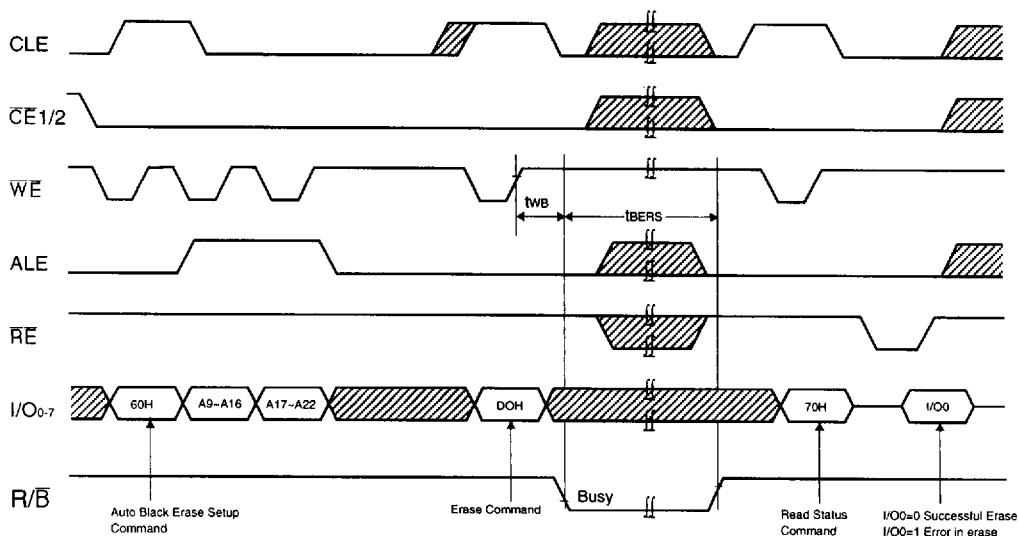 CLE
CE1/2
WE
tWB
tBERS
ALE
RE
I/O0-7
60H
A9~A16
A17~A22
DOH
70H
I/O0
R/B
Busy
Auto Black Erase Setup
Command
Erase Command
Read Status
Command
I/O0=0 Successful Erase
I/O0=1 Error in erase